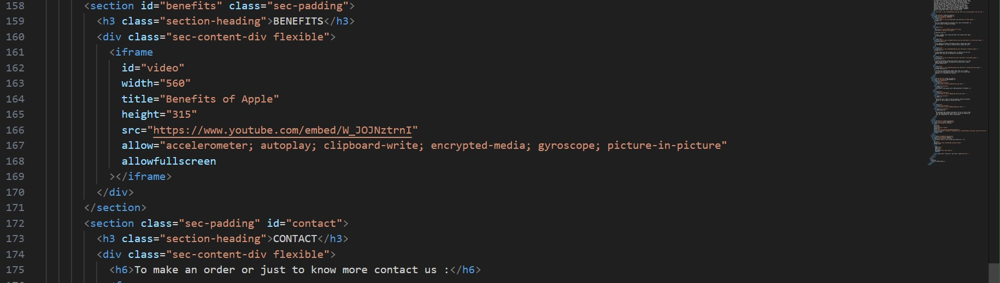 158 <section id="benefits" class="sec-padding">
159 <h3 class="section-heading">BENEFITS</h3>
160 <div class="sec-content-div flexible">
161 <iframe
162 id="video"
163 width="560"
164 title="Benefits of Apple"
165 height="315"
166 src="https://www.youtube.com/embed/W_JOJNztrnI"
167 allow="accelerometer; autoplay; clipboard-write; encrypted-media; gyroscope; picture-in-picture"
168 allowfullscreen
169 ></iframe>
170 </div>
171 </section>
172 <section class="sec-padding" id="contact">
173 <h3 class="section-heading">CONTACT</h3>
174 <div class="sec-content-div flexible">
175 <h6>To make an order or just to know more contact us :</h6>